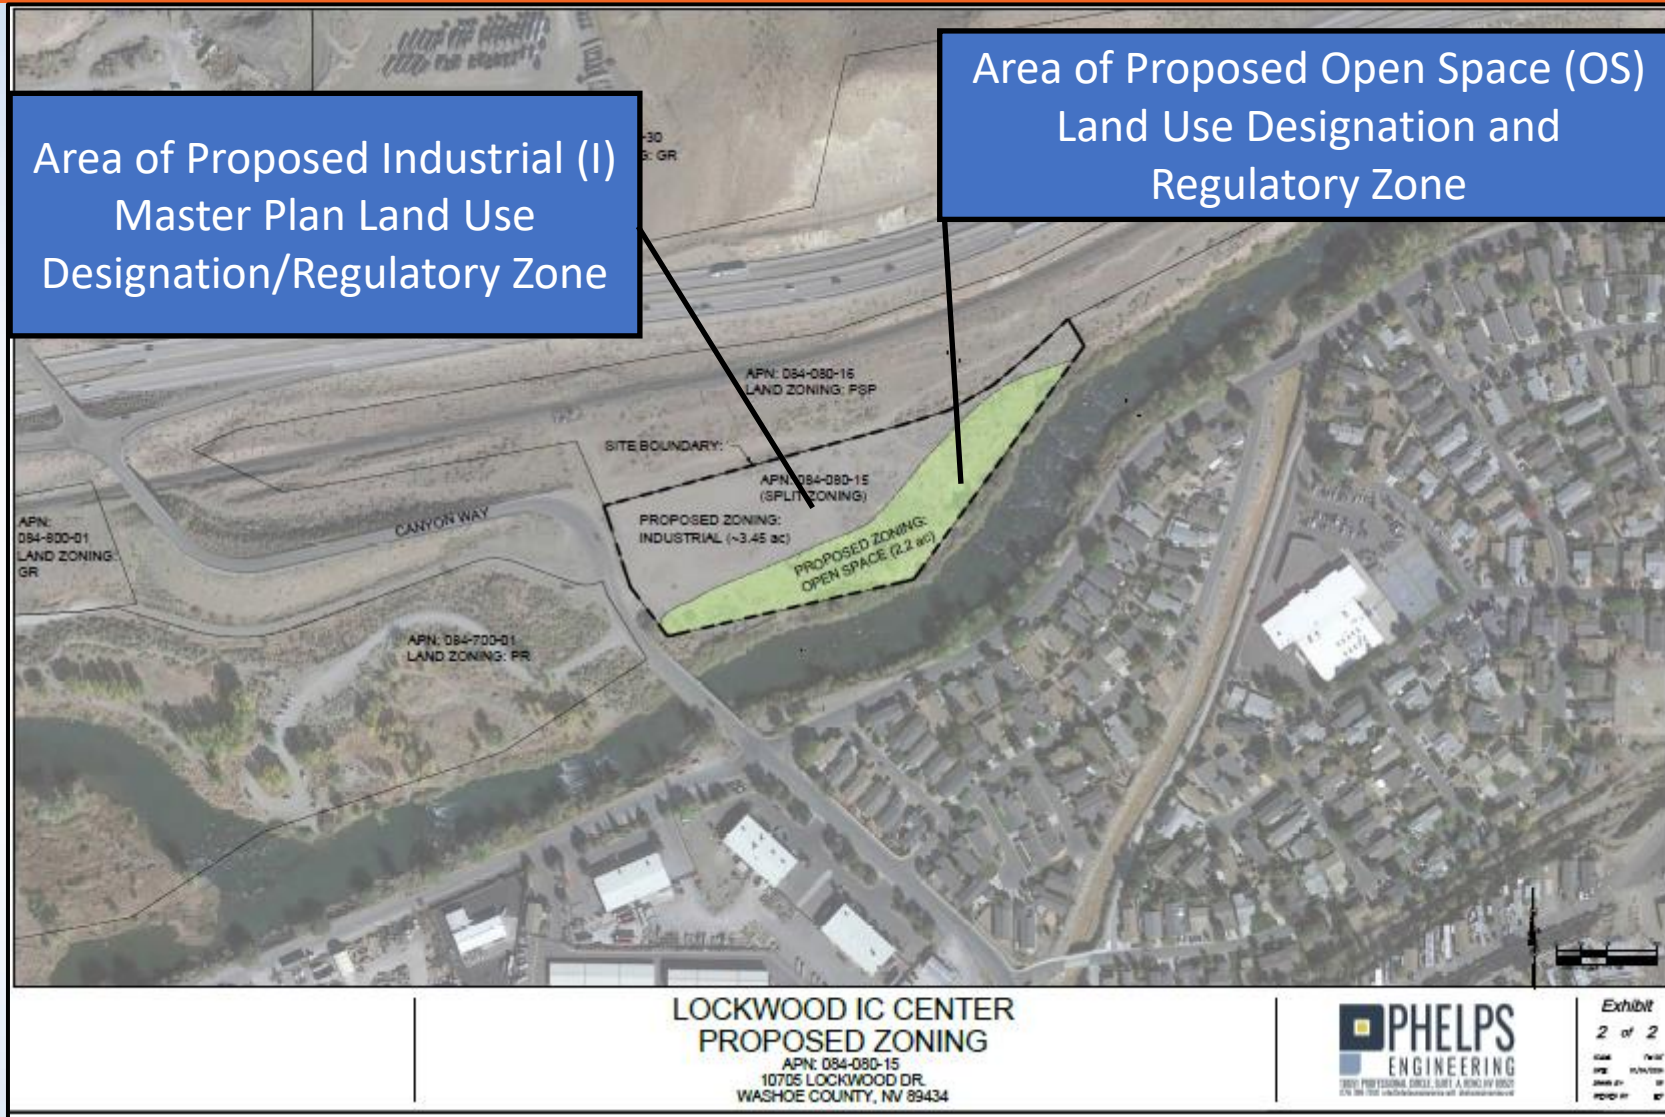 Area of Proposed Industrial (I)
Master Plan Land Use
Designation/Regulatory Zone
Area of Proposed Open Space (OS)
Land Use Designation and
Regulatory Zone
-30
G: GR
APN: 084-080-16
LAND ZONING: PSP
SITE BOUNDARY:
APN: 084-080-15
(SPLIT ZONING)
PROPOSED ZONING:
INDUSTRIAL (~3.45 ac)
PROPOSED ZONING:
OPEN SPACE (2.2 ac)
CANYON WAY
APN:
084-600-01
LAND ZONING:
GR
APN: 084-700-01
LAND ZONING: PR
LOCKWOOD IC CENTER
PROPOSED ZONING
APN: 084-080-15
10705 LOCKWOOD DR.
WASHOE COUNTY, NV 89434
PHELPS
ENGINEERING
Exhibit
2 of 2